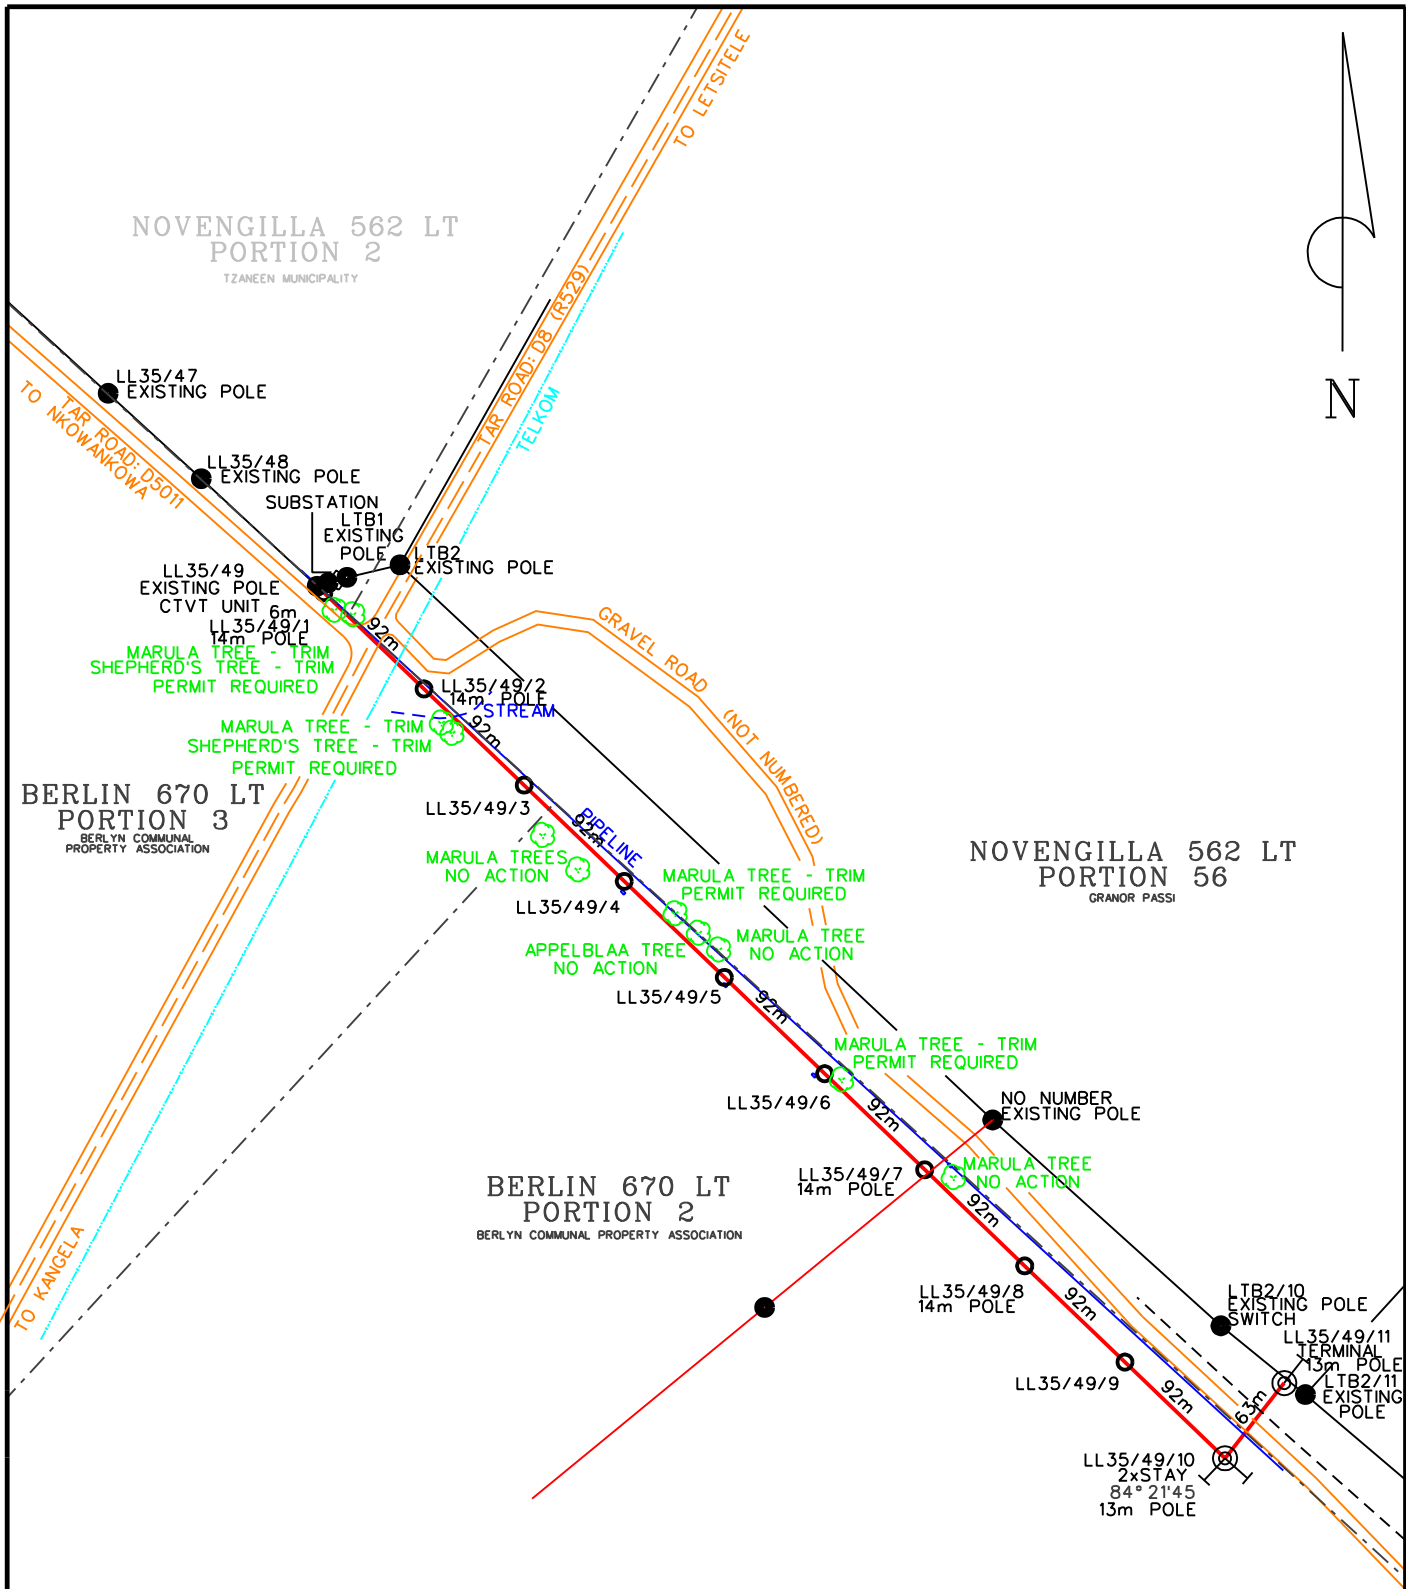 TO LETSITELE
NOVENGILLA 562 LT
PORTION 2
TZANEEN MUNICIPALITY
TAR ROAD: D8 (R529)
TELKOM
N
LL35/47
EXISTING POLE
TAR ROAD: D5011
TO NKOWANKOWA
LL35/48
EXISTING POLE
SUBSTATION
LTB1
EXISTING
POLE
LTB2
EXISTING POLE
LL35/49
EXISTING POLE
CTVT UNIT
6m
LL35/49/1
14m POLE
92m
MARULA TREE - TRIM
SHEPHERD'S TREE - TRIM
PERMIT REQUIRED
GRAVEL ROAD (NOT NUMBERED)
LL35/49/2
14m POLE
STREAM
92m
MARULA TREE - TRIM
SHEPHERD'S TREE - TRIM
PERMIT REQUIRED
BERLIN 670 LT
PORTION 3
BERLYN COMMUNAL
PROPERTY ASSOCIATION
LL35/49/3
PIPELINE
92m
MARULA TREES
NO ACTION
LL35/49/4
MARULA TREE - TRIM
PERMIT REQUIRED
NOVENGILLA 562 LT
PORTION 56
GRANOR PASSI
APPELBLAA TREE
NO ACTION
MARULA TREE
NO ACTION
LL35/49/5
92m
MARULA TREE - TRIM
PERMIT REQUIRED
LL35/49/6
92m
NO NUMBER
EXISTING POLE
MARULA TREE
NO ACTION
LL35/49/7
14m POLE
92m
BERLIN 670 LT
PORTION 2
BERLYN COMMUNAL PROPERTY ASSOCIATION
TO KANGELA
LL35/49/8
14m POLE
92m
LTB2/10
EXISTING POLE
SWITCH
LL35/49/11
TERMINAL
13m POLE
LTB2/11
EXISTING
POLE
LL35/49/9
92m
63m
LL35/49/10
2xSTAY
84°21'45
13m POLE